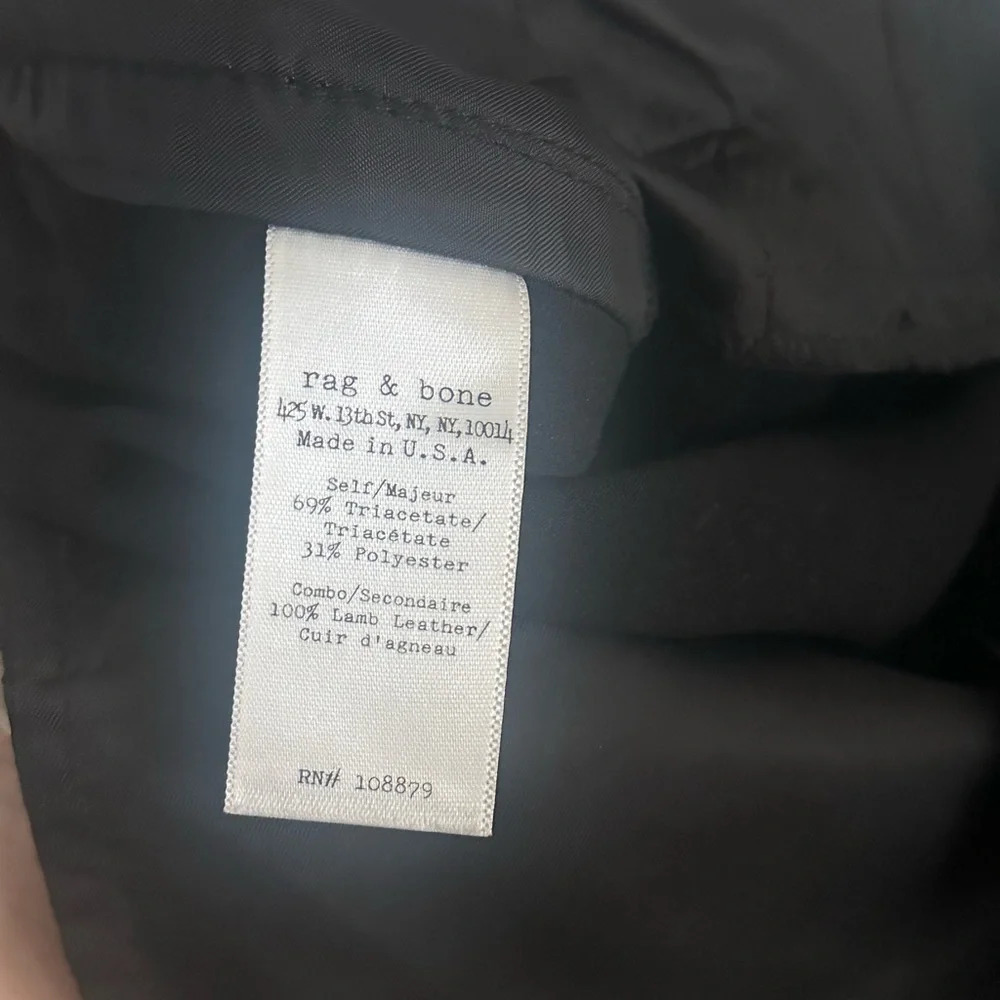 rag & bone
425 W. 13th St, NY, NY, 10014
Made in U.S.A.
Self/Majeur
69% Triacetate/
Triacétate
31% Polyester
Combo/Secondaire
100% Lamb Leather/
Cuir d'agneau
RN# 108879